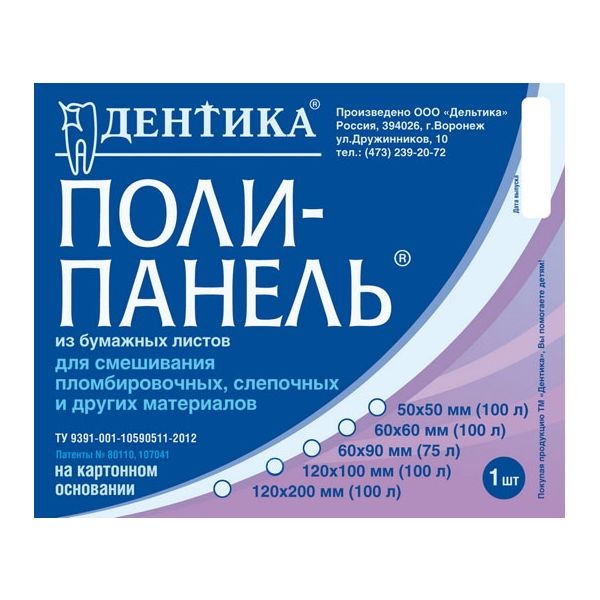 ДЕНТИКА®
Произведено ООО «Дельтика»
Россия, 394026, г.Воронеж
ул.Дружинников, 10
тел.: (473) 239-20-72
Дата выпуска
ПОЛИ-
ПАНЕЛЬ®
из бумажных листов
для смешивания
пломбировочных, слепочных
и других материалов
ТУ 9391-001-10590511-2012
Патенты № 80110, 107041
на картонном
основании
50х50 мм (100 л)
60х60 мм (100 л)
60х90 мм (75 л)
120х100 мм (100 л)
120х200 мм (100 л)
1 шт
Покупая продукцию ТМ «Дентика», Вы помогаете детям!